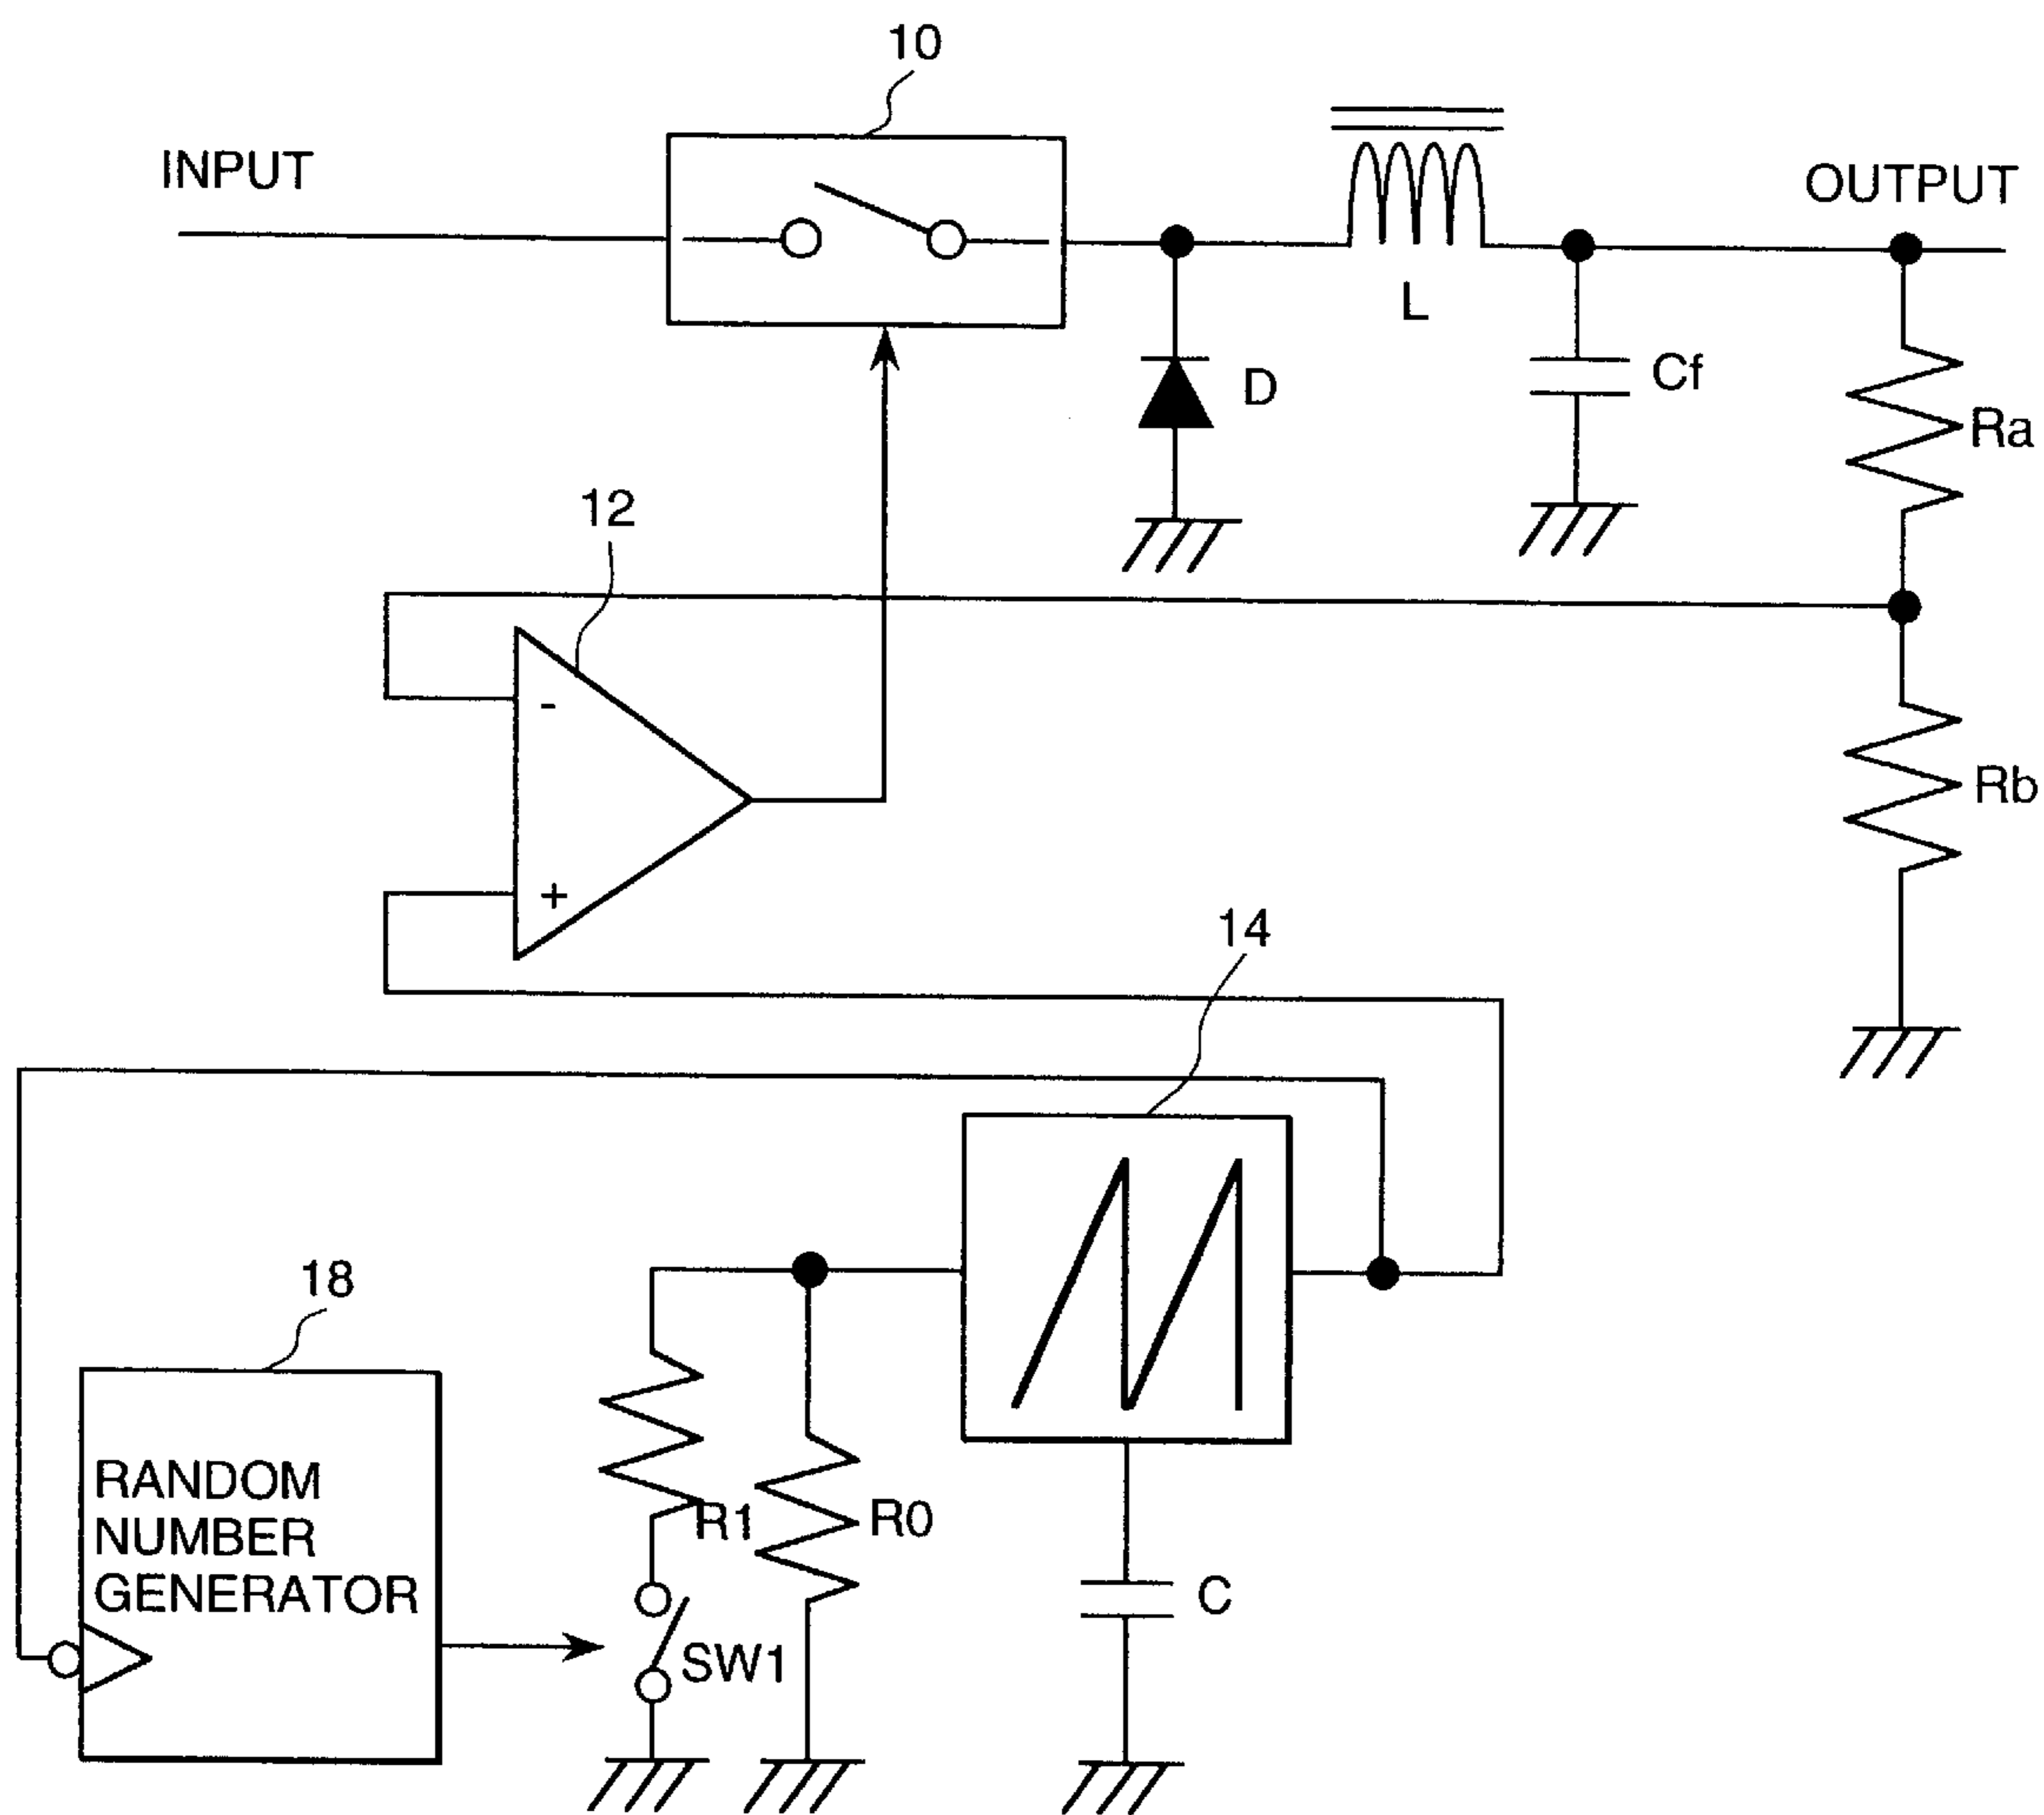 10
INPUT
OUTPUT
L
D
Cf
Ra
12
-
Rb
+
14
18
RANDOM
NUMBER
GENERATOR
R1
R0
C
SW1